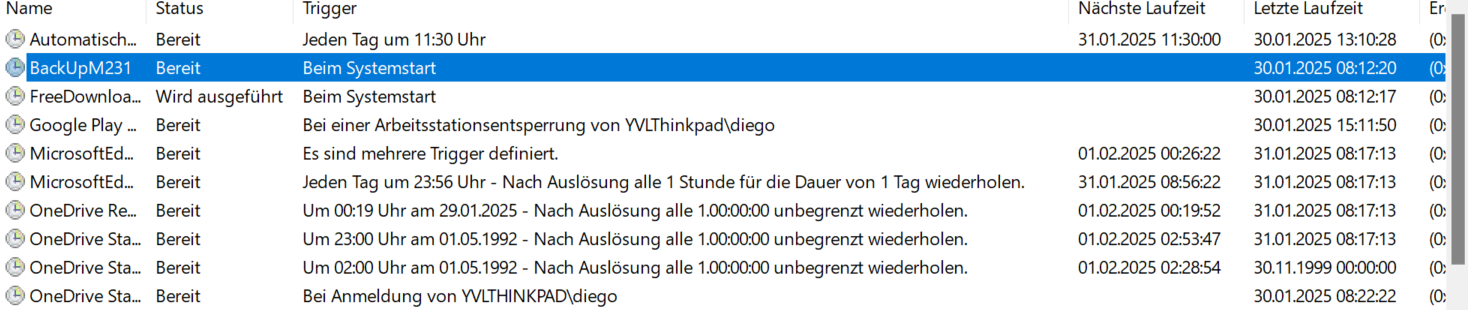 Name Status Trigger Nächste Laufzeit Letzte Laufzeit
Automatisch... Bereit Jeden Tag um 11:30 Uhr 31.01.2025 11:30:00 30.01.2025 13:10:28 (0
BackUpM231 Bereit Beim Systemstart 30.01.2025 08:12:20 (0
FreeDownloa... Wird ausgeführt Beim Systemstart 30.01.2025 08:12:17 (0
Google Play ... Bereit Bei einer Arbeitsstationsentsperrung von YVLThinkpad\diego 30.01.2025 15:11:50 (0
MicrosoftEd... Bereit Es sind mehrere Trigger definiert. 01.02.2025 00:26:22 31.01.2025 08:17:13 (0
MicrosoftEd... Bereit Jeden Tag um 23:56 Uhr - Nach Auslösung alle 1 Stunde für die Dauer von 1 Tag wiederholen. 31.01.2025 08:56:22 31.01.2025 08:17:13 (0
OneDrive Re... Bereit Um 00:19 Uhr am 29.01.2025 - Nach Auslösung alle 1.00:00:00 unbegrenzt wiederholen. 01.02.2025 00:19:52 31.01.2025 08:17:13 (0
OneDrive Sta... Bereit Um 23:00 Uhr am 01.05.1992 - Nach Auslösung alle 1.00:00:00 unbegrenzt wiederholen. 01.02.2025 02:53:47 31.01.2025 08:17:13 (0
OneDrive Sta... Bereit Um 02:00 Uhr am 01.05.1992 - Nach Auslösung alle 1.00:00:00 unbegrenzt wiederholen. 01.02.2025 02:28:54 30.11.1999 00:00:00 (0
OneDrive Sta... Bereit Bei Anmeldung von YVLTHINKPAD\diego 30.01.2025 08:22:22 (0